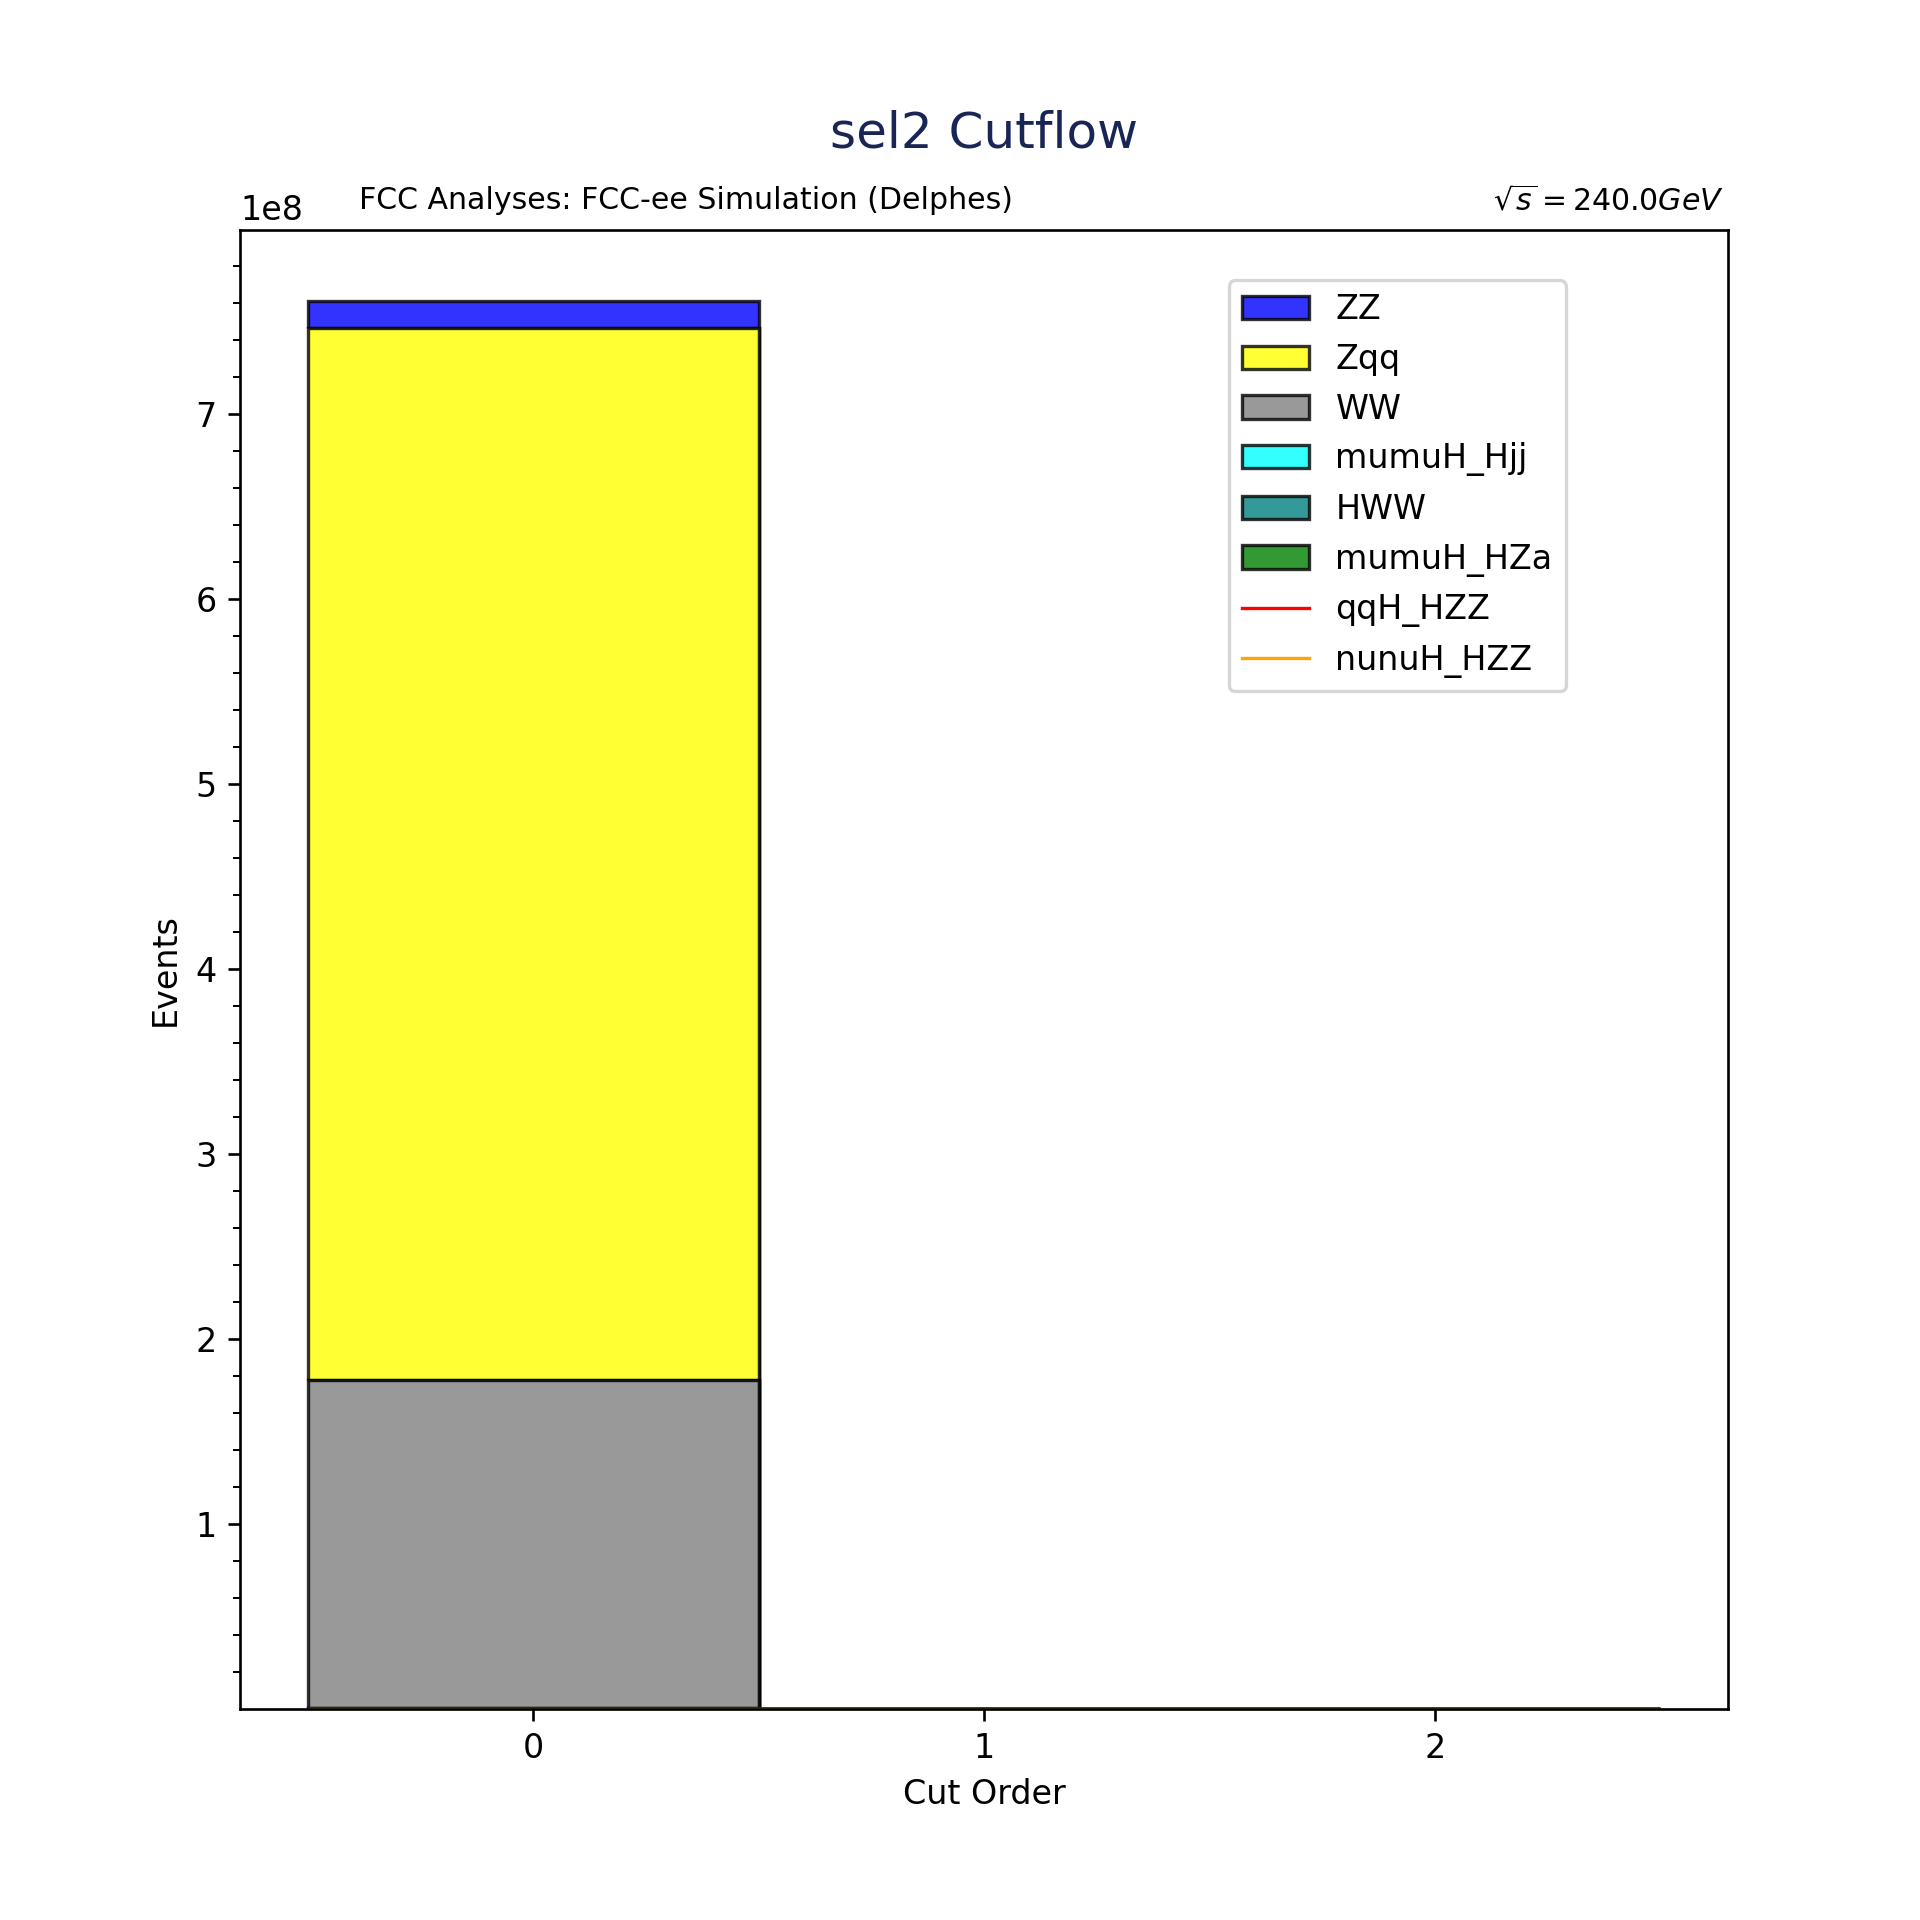 sel2 Cutflow
1e8
FCC Analyses: FCC-ee Simulation (Delphes)
√s = 240.0GeV
ZZ
Zqq
WW
mumuH_Hjj
HWW
mumuH_HZa
qqH_HZZ
nunuH_HZZ
7
6
5
4
3
2
1
Events
0
1
2
Cut Order